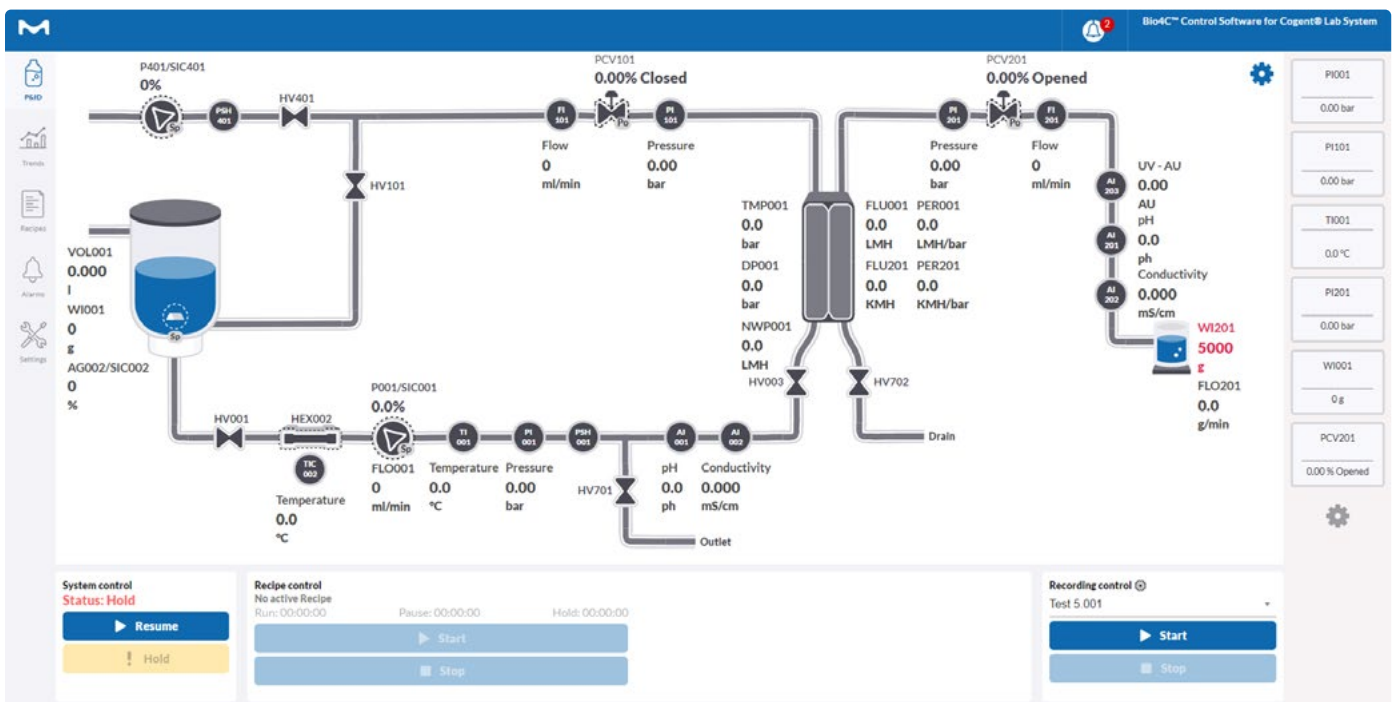 2
Bio4C™ Control Software for Cogent® Lab System
P&ID
Trends
Recipes
Alarms
Settings
P401/SIC401
0%
Sp
PSH
401
HV401
HV101
FI
101
PCV101
0.00% Closed
Po
PI
101
Flow
0
ml/min
Pressure
0.00
bar
PI
201
PCV201
0.00% Opened
Po
FI
201
Pressure
0.00
bar
Flow
0
ml/min
AI
203
UV - AU
0.00
AU
AI
201
pH
0.0
ph
AI
202
Conductivity
0.000
mS/cm
WI201
5000
g
FLO201
0.0
g/min
TMP001
0.0
bar
DP001
0.0
bar
NWP001
0.0
LMH
FLU001 PER001
0.0 0.0
LMH LMH/bar
FLU201 PER201
0.0 0.0
KMH KMH/bar
HV003
HV702
Drain
VOL001
0.000
l
WI001
0
g
AG002/SIC002
0
%
Sp
HV001
HEX002
TIC
002
Temperature
0.0
°C
P001/SIC001
0.0%
Sp
FLO001
0
ml/min
TI
001
Temperature
0.0
°C
PI
001
Pressure
0.00
bar
PSH
001
HV701
Outlet
AI
001
pH
0.0
ph
AI
002
Conductivity
0.000
mS/cm
PI001
0.00 bar
PI101
0.00 bar
TI001
0.0 °C
PI201
0.00 bar
WI001
0 g
PCV201
0.00 % Opened
System control
Status: Hold
Resume
Hold
Recipe control
No active Recipe
Run: 00:00:00 Pause: 00:00:00 Hold: 00:00:00
Start
Stop
Recording control
Test 5.001
Start
Stop